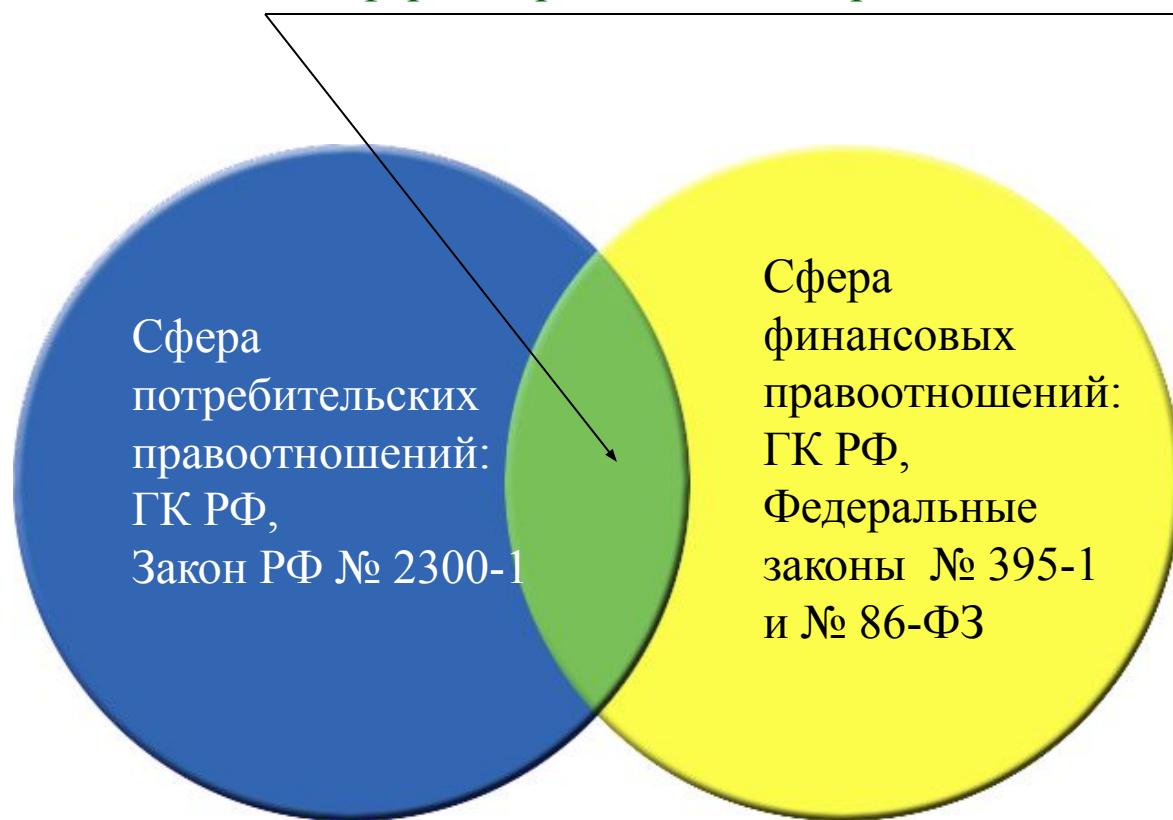 Сфера
потребительских
правоотношений:
ГК РФ,
Закон РФ № 2300-1
Сфера
финансовых
правоотношений:
ГК РФ,
Федеральные
законы № 395-1
и № 86-ФЗ